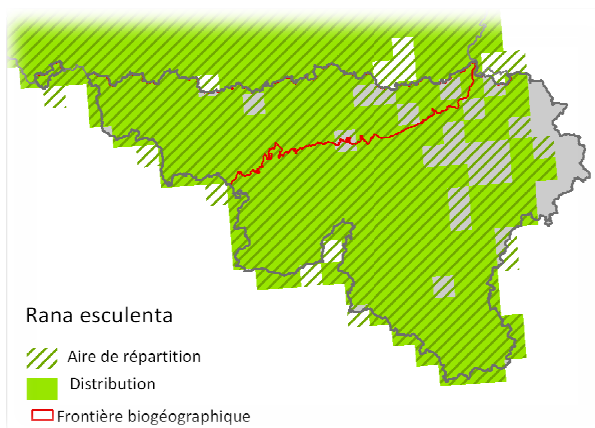 Rana esculenta
Aire de répartition
Distribution
Frontière biogéographique